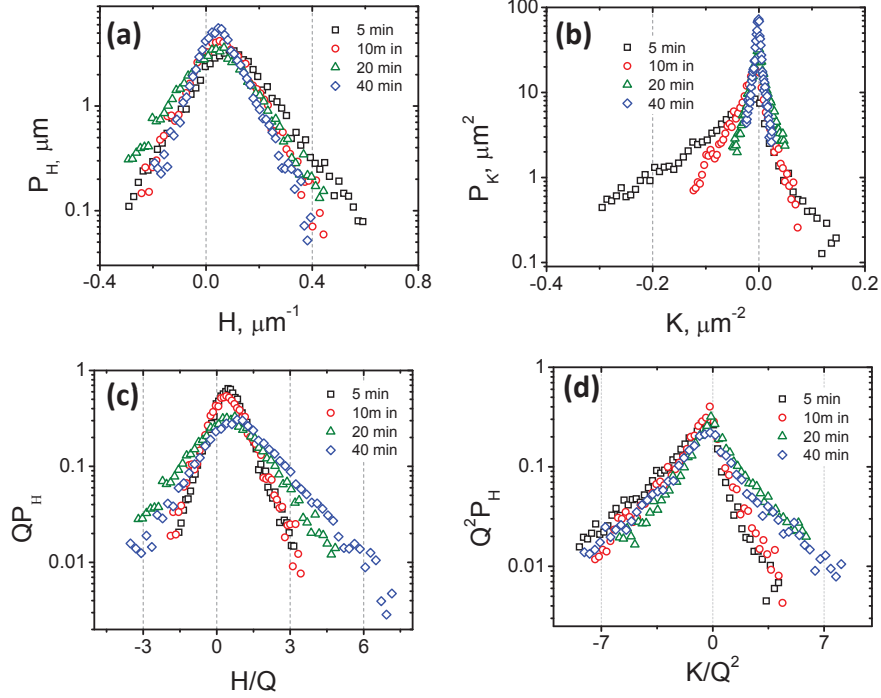 (a)
5 min
10m in
20 min
40 min
1
0.1
P_H, μm
-0.4
0.0
0.4
0.8
H, μm⁻¹
(b)
5 min
10m in
20 min
40 min
100
10
1
0.1
P_K, μm²
-0.4
-0.2
0.0
0.2
K, μm⁻²
(c)
5 min
10m in
20 min
40 min
1
0.1
0.01
QP_H
-3
0
3
6
H/Q
(d)
5 min
10m in
20 min
40 min
1
0.1
0.01
Q²P_H
-7
0
7
K/Q²